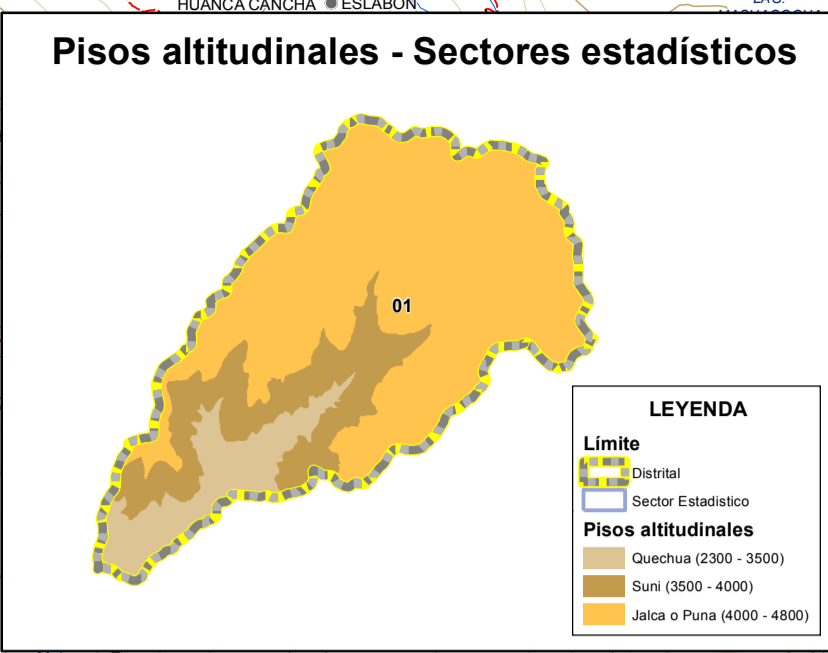 HUANCA CANCHA ESLABON
LAG.
Pisos altitudinales - Sectores estadísticos
01
LEYENDA
Límite
Distrital
Sector Estadistico
Pisos altitudinales
Quechua (2300 - 3500)
Suni (3500 - 4000)
Jalca o Puna (4000 - 4800)